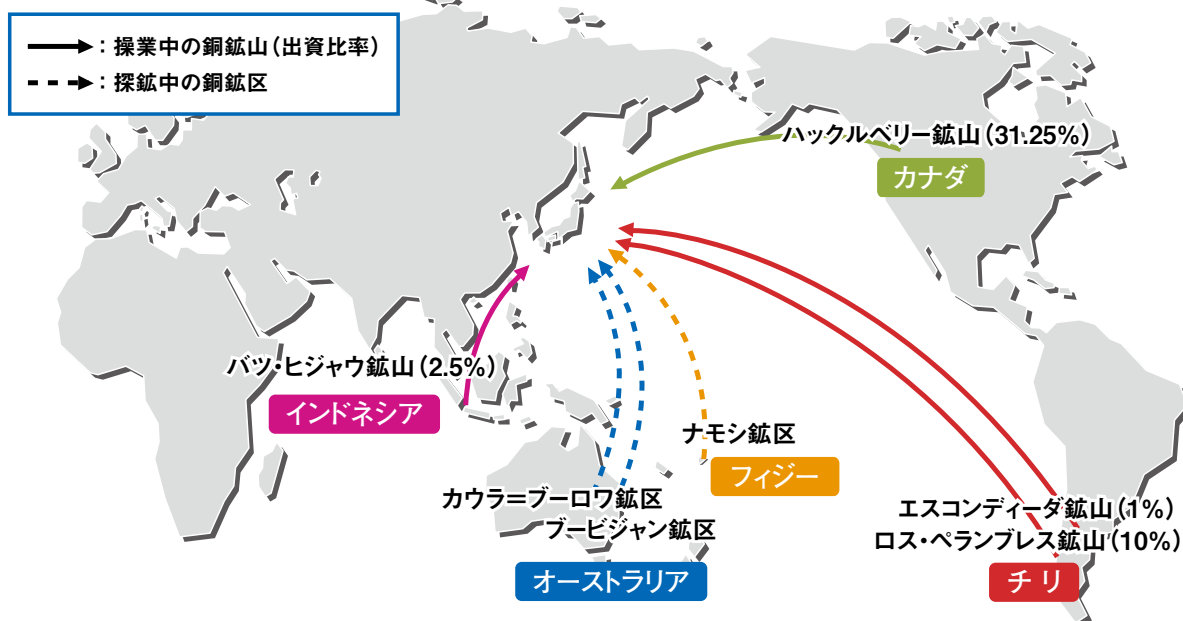 ：操業中の銅鉱山（出資比率）
：探鉱中の銅鉱区
ハックルベリー鉱山（31.25%）
カナダ
バツ・ヒジャウ鉱山（2.5%）
インドネシア
ナモシ鉱区
フィジー
カウラ＝ブーロワ鉱区
ブービジャン鉱区
オーストラリア
エスコンディーダ鉱山（1%）
ロス・ペランブレス鉱山（10%）
チリ